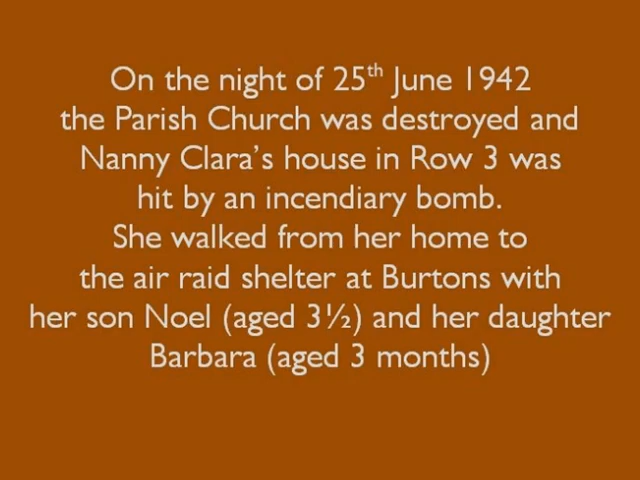 On the night of 25th June 1942
the Parish Church was destroyed and
Nanny Clara's house in Row 3 was
hit by an incendiary bomb.
She walked from her home to
the air raid shelter at Burtons with
her son Noel (aged 3½) and her daughter
Barbara (aged 3 months)